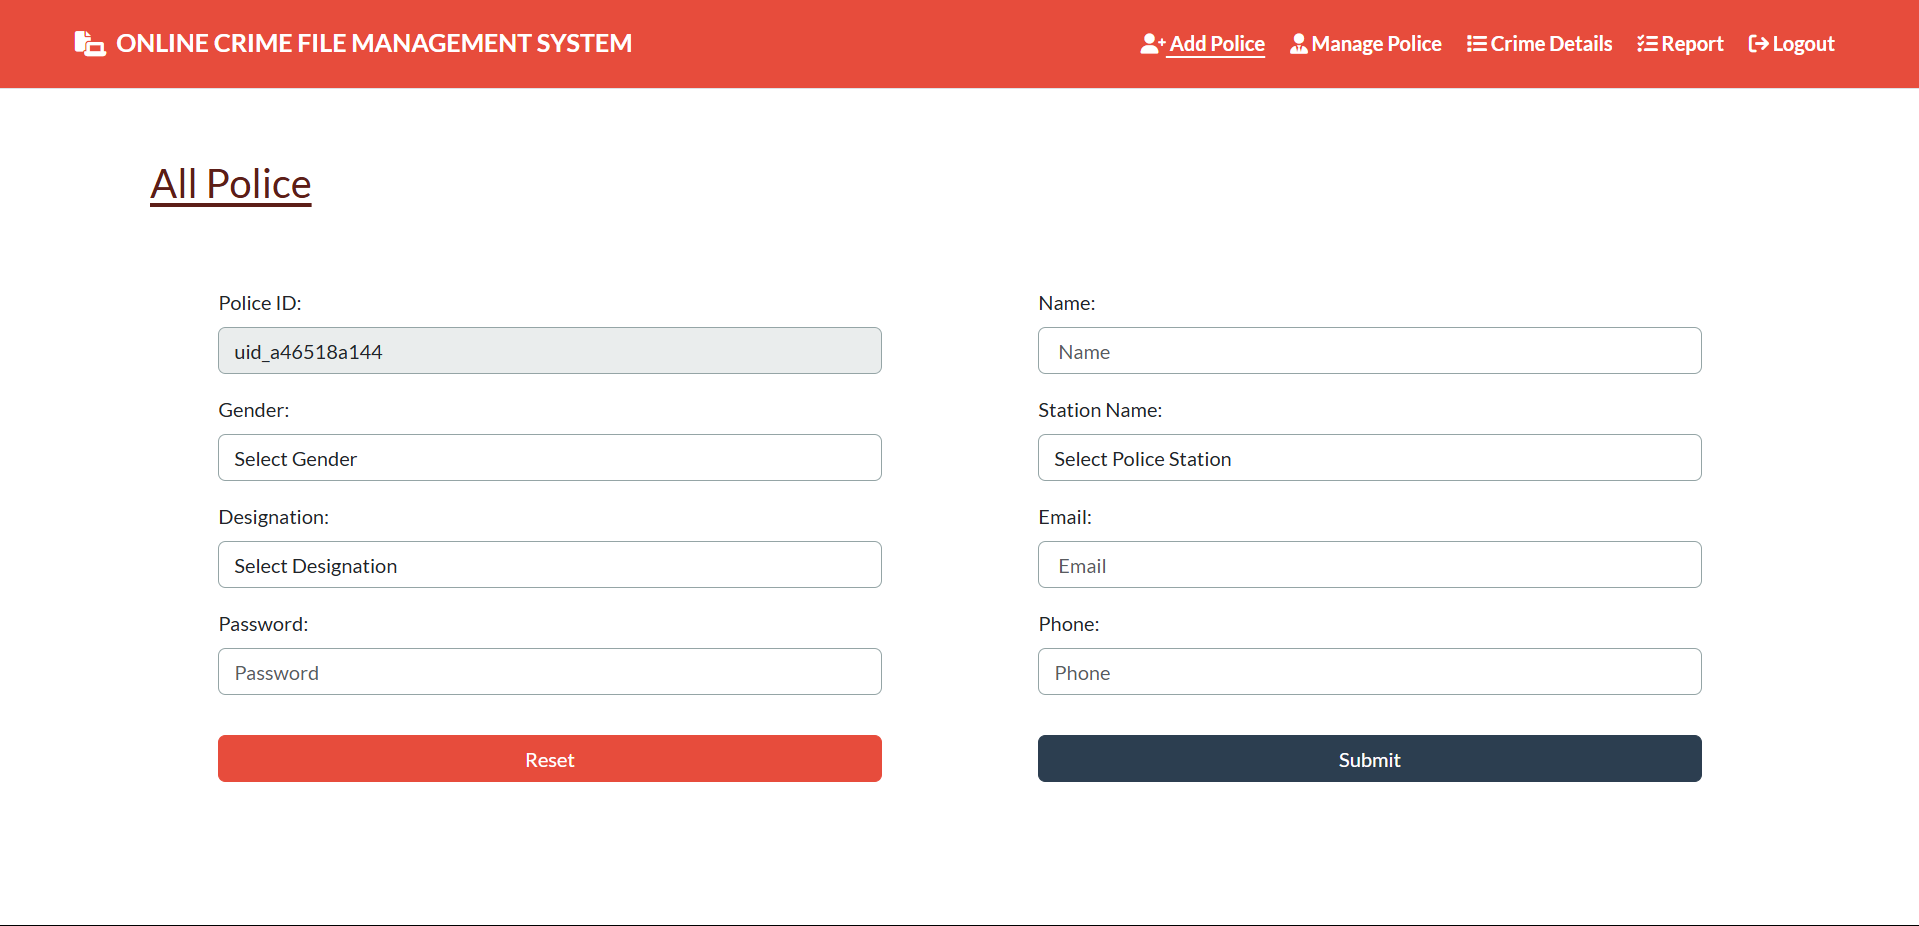 ONLINE CRIME FILE MANAGEMENT SYSTEM
Add Police
Manage Police
Crime Details
Report
Logout
All Police
Police ID:
uid_a46518a144
Name:
Name
Gender:
Select Gender
Station Name:
Select Police Station
Designation:
Select Designation
Email:
Email
Password:
Password
Phone:
Phone
Reset
Submit